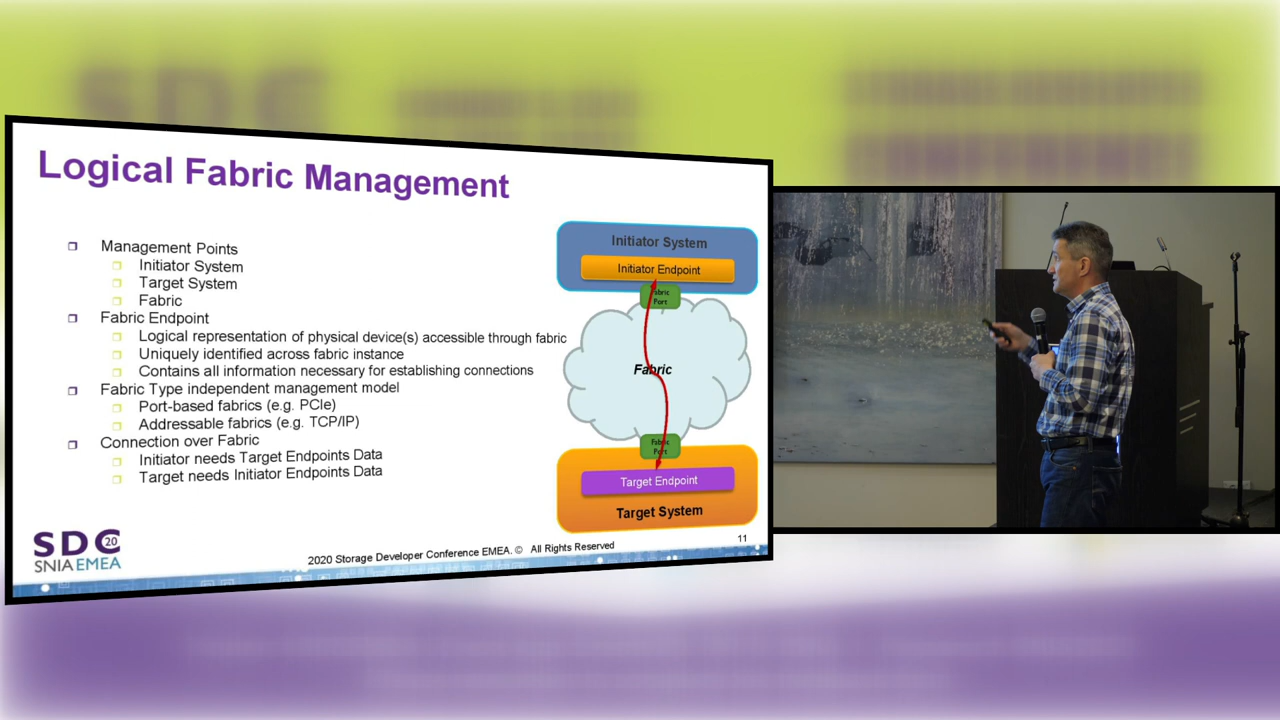 Logical Fabric Management
Management Points
Initiator System
Target System
Fabric
Fabric Endpoint
Logical representation of physical device(s) accessible through fabric
Uniquely identified across fabric instance
Contains all information necessary for establishing connections
Fabric Type independent management model
Port-based fabrics (e.g. PCIe)
Addressable fabrics (e.g. TCP/IP)
Connection over Fabric
Initiator needs Target Endpoints Data
Target needs Initiator Endpoints Data
Initiator System
Initiator Endpoint
Fabric
Port
Fabric
Fabric
Port
Target Endpoint
Target System
SDC 20
SNIA EMEA
2020 Storage Developer Conference EMEA. © All Rights Reserved
11